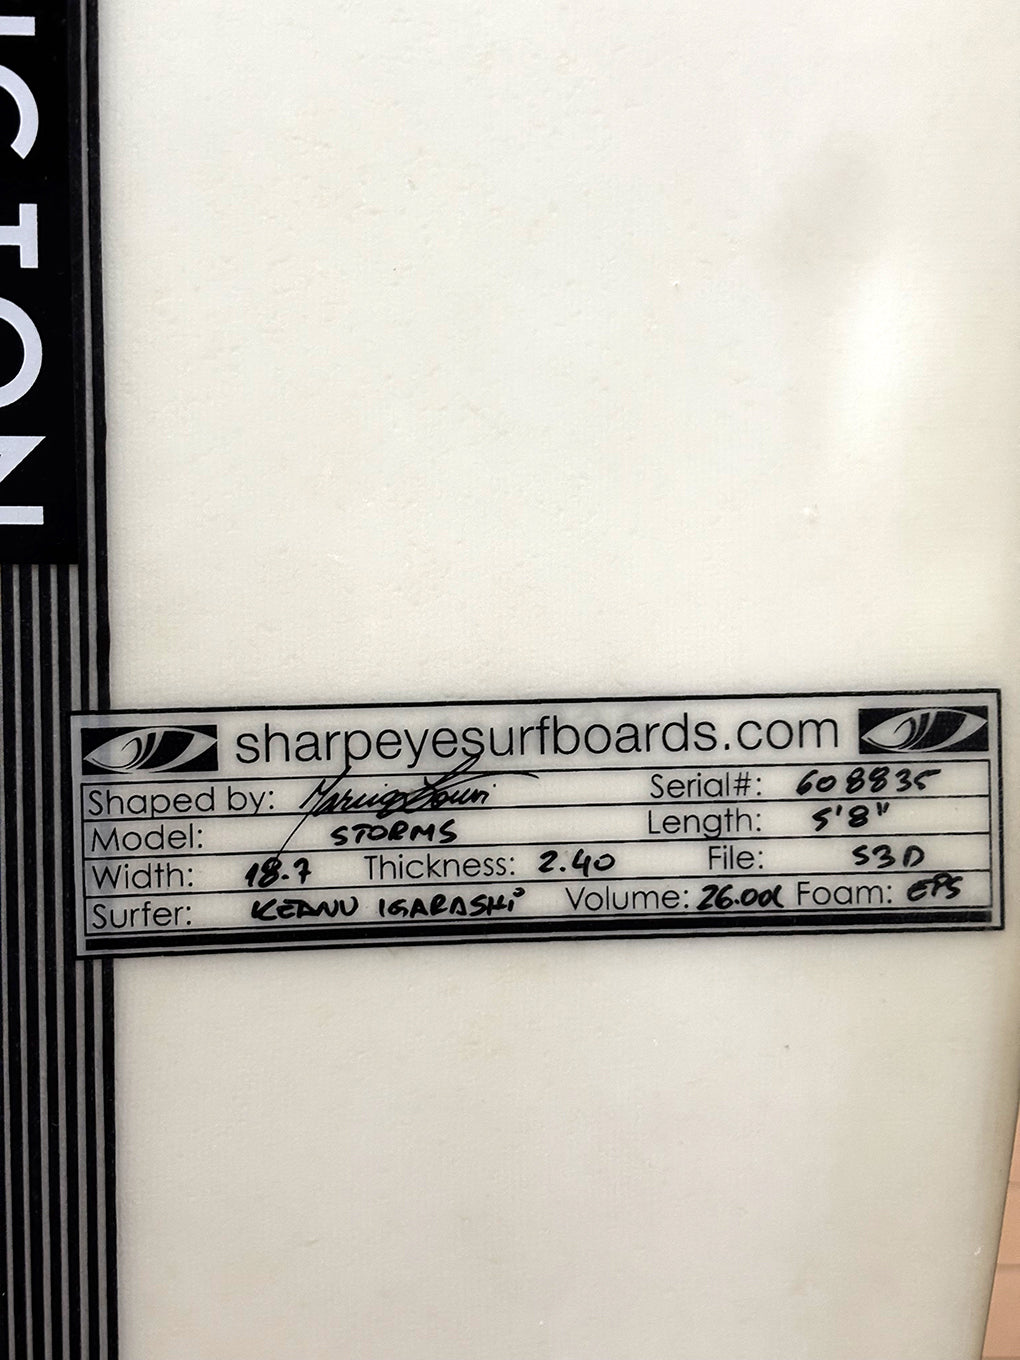 CTON
sharpeyesurfboards.com
Shaped by: Serial#: 608835
Model: STORMS Length: 5'8"
Width: 18.7 Thickness: 2.40 File: S3D
Surfer: KEANU IGARASHI Volume: 26.00L Foam: EPS